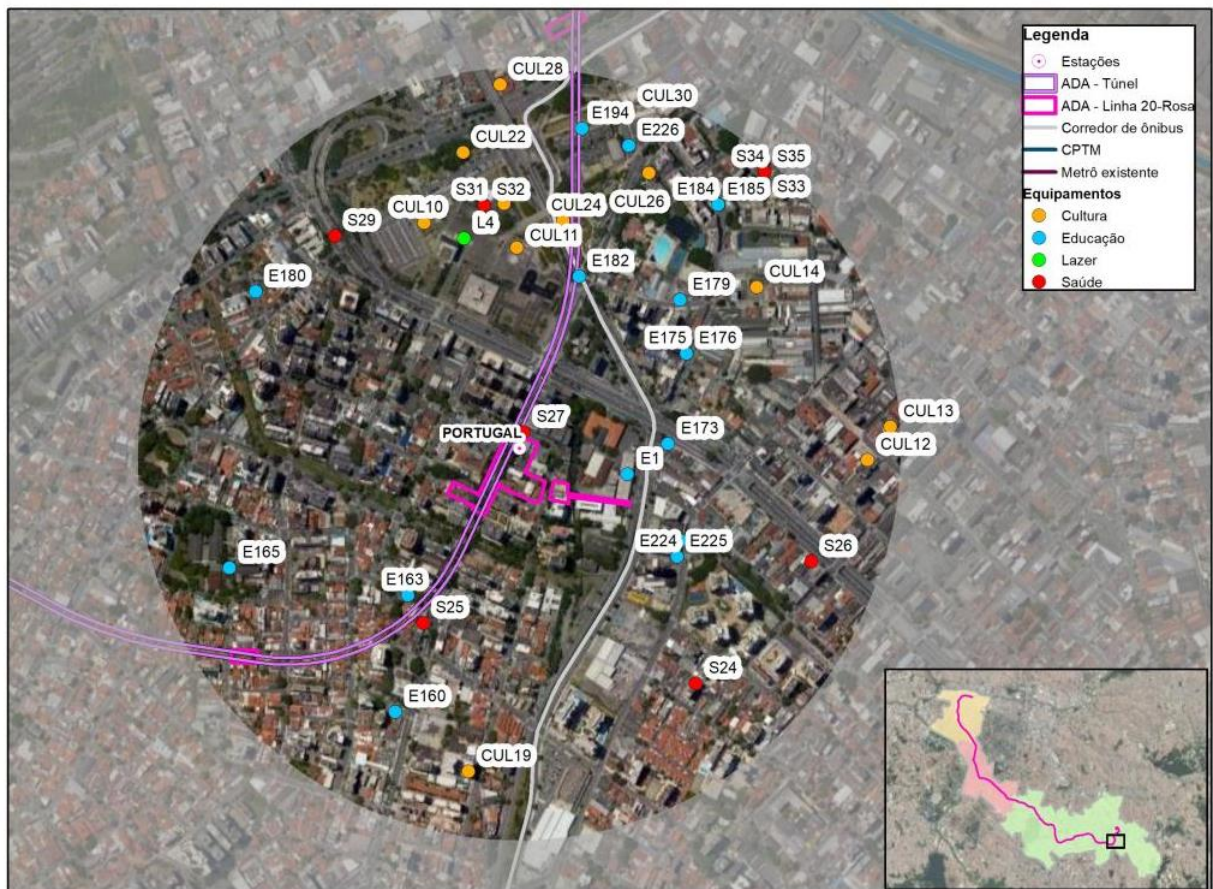 CUL28
Legenda
Estações
ADA - Túnel
ADA - Linha 20-Rosa
Corredor de ônibus
CPTM
Metrô existente
Equipamentos
Cultura
Educação
Lazer
Saúde
CUL30
E194
E226
CUL22
S34 S35
S31 S32
E184 E185 S33
CUL10
CUL24
CUL26
S29
L4
CUL11
E182
E180
CUL14
E179
E175 E176
S27
CUL13
PORTUGAL
E173
CUL12
E1
E224 E225
S26
E165
E163
S25
S24
E160
CUL19